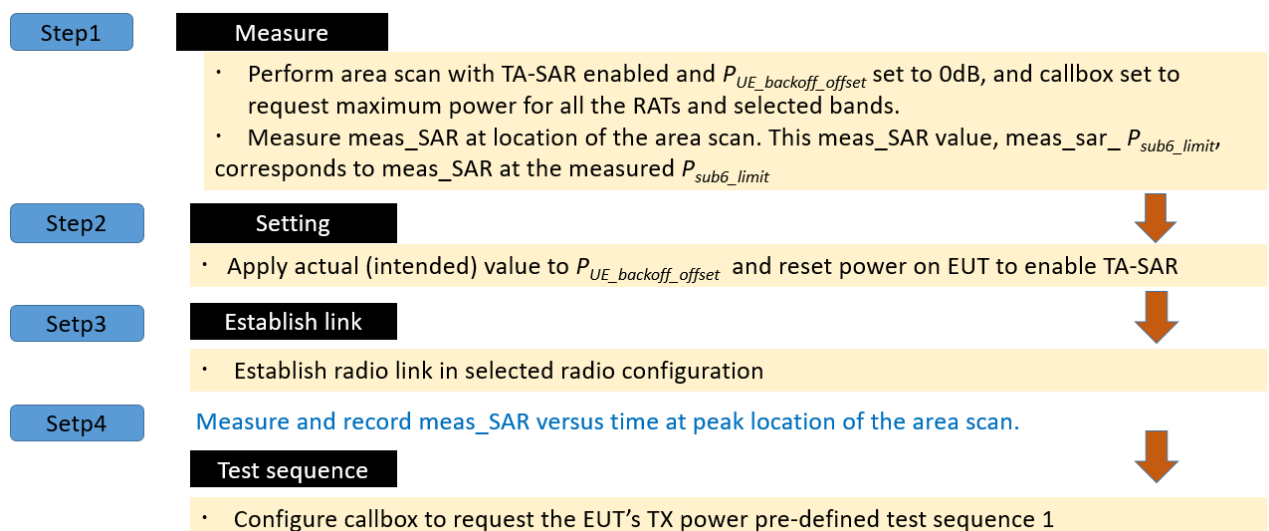 Step1
Measure
· Perform area scan with TA-SAR enabled and P_UE_backoff_offset set to 0dB, and callbox set to
request maximum power for all the RATs and selected bands.
· Measure meas_SAR at location of the area scan. This meas_SAR value, meas_sar_ P_sub6_limit,
corresponds to meas_SAR at the measured P_sub6_limit
Step2
Setting
· Apply actual (intended) value to P_UE_backoff_offset and reset power on EUT to enable TA-SAR
Setp3
Establish link
· Establish radio link in selected radio configuration
Setp4
Measure and record meas_SAR versus time at peak location of the area scan.
Test sequence
· Configure callbox to request the EUT's TX power pre-defined test sequence 1